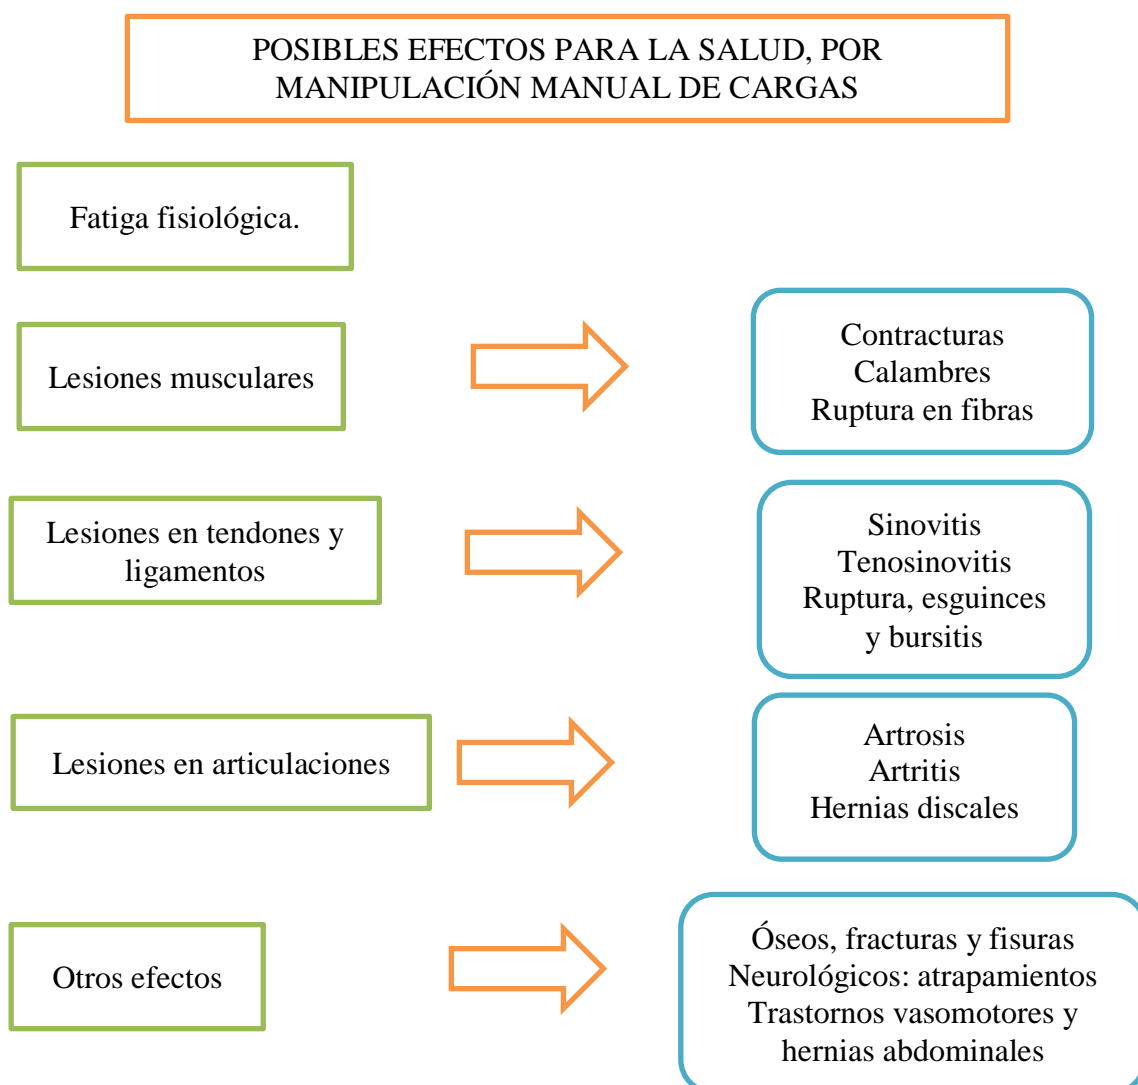 POSIBLES EFECTOS PARA LA SALUD, POR
MANIPULACIÓN MANUAL DE CARGAS
Fatiga fisiológica.
Lesiones musculares
Contracturas
Calambres
Ruptura en fibras
Lesiones en tendones y
ligamentos
Sinovitis
Tenosinovitis
Ruptura, esguinces
y bursitis
Lesiones en articulaciones
Artrosis
Artritis
Hernias discales
Otros efectos
Óseos, fracturas y fisuras
Neurológicos: atrapamientos
Trastornos vasomotores y
hernias abdominales